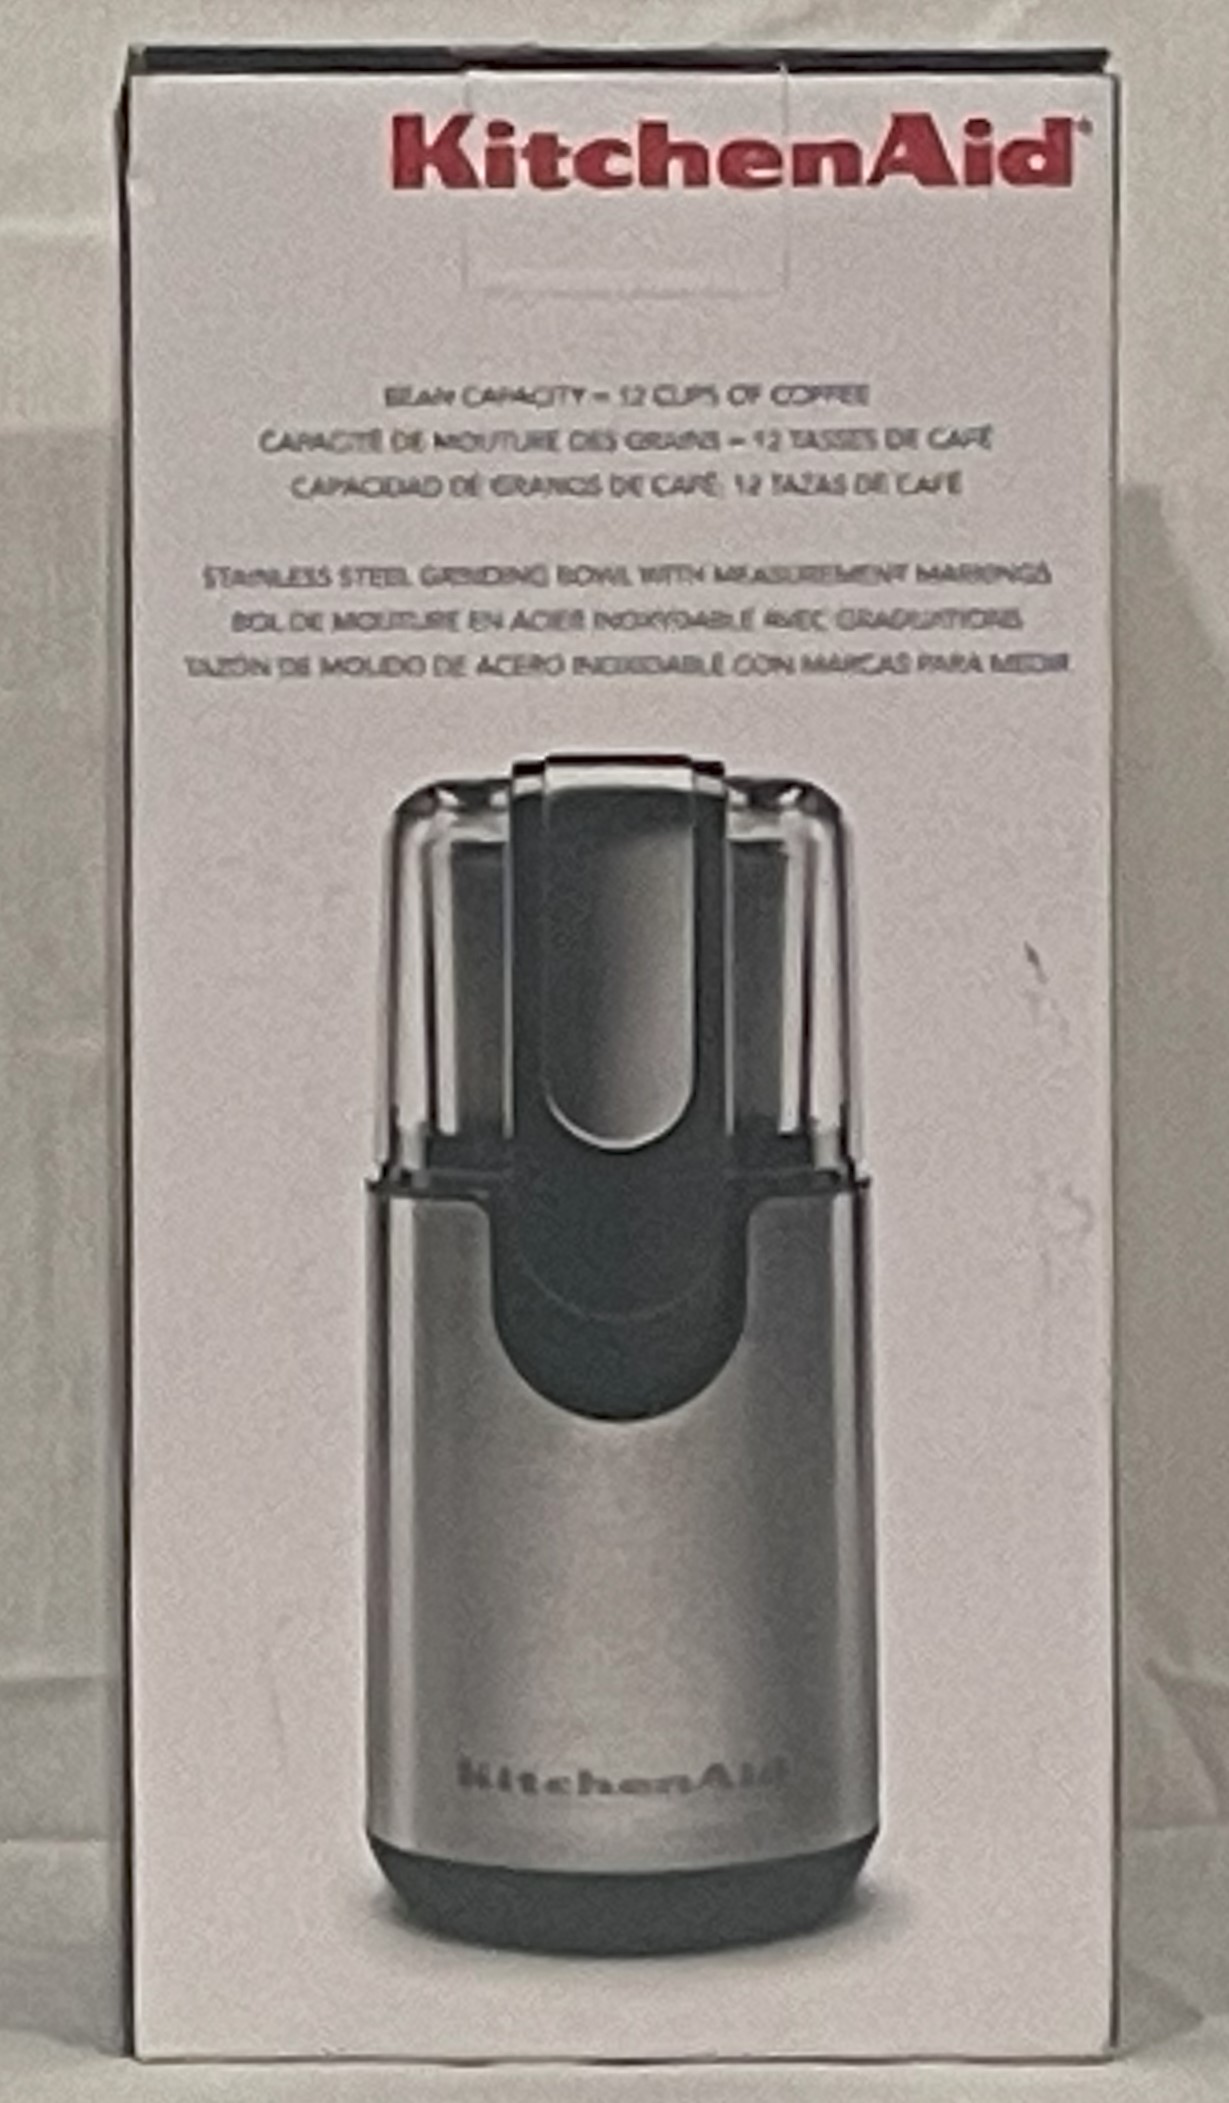 KitchenAid
BEAN CAPACITY – 12 CUPS OF COFFEE
CAPACITÉ DE MOUTURE DES GRAINS – 12 TASSES DE CAFÉ
CAPACIDAD DE GRANOS DE CAFÉ: 12 TAZAS DE CAFÉ
STAINLESS STEEL GRINDING BOWL WITH MEASUREMENT MARKINGS
BOL DE MOUTURE EN ACIER INOXYDABLE AVEC GRADUATIONS
TAZÓN DE MOLIDO DE ACERO INOXIDABLE CON MARCAS PARA MEDIR
KitchenAid